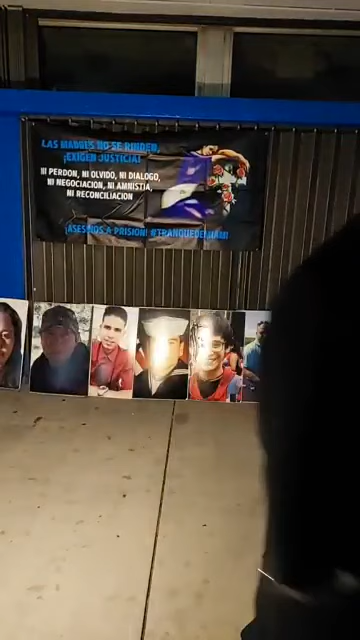 LAS MADRES NO SE RINDEN,
¡EXIGEN JUSTICIA!
NI PERDON, NI OLVIDO, NI DIALOGO,
NI NEGOCIACION, NI AMNISTIA,
NI RECONCILIACION
¡ASESINOS A PRISION! #TRANQUEDEMIAMI